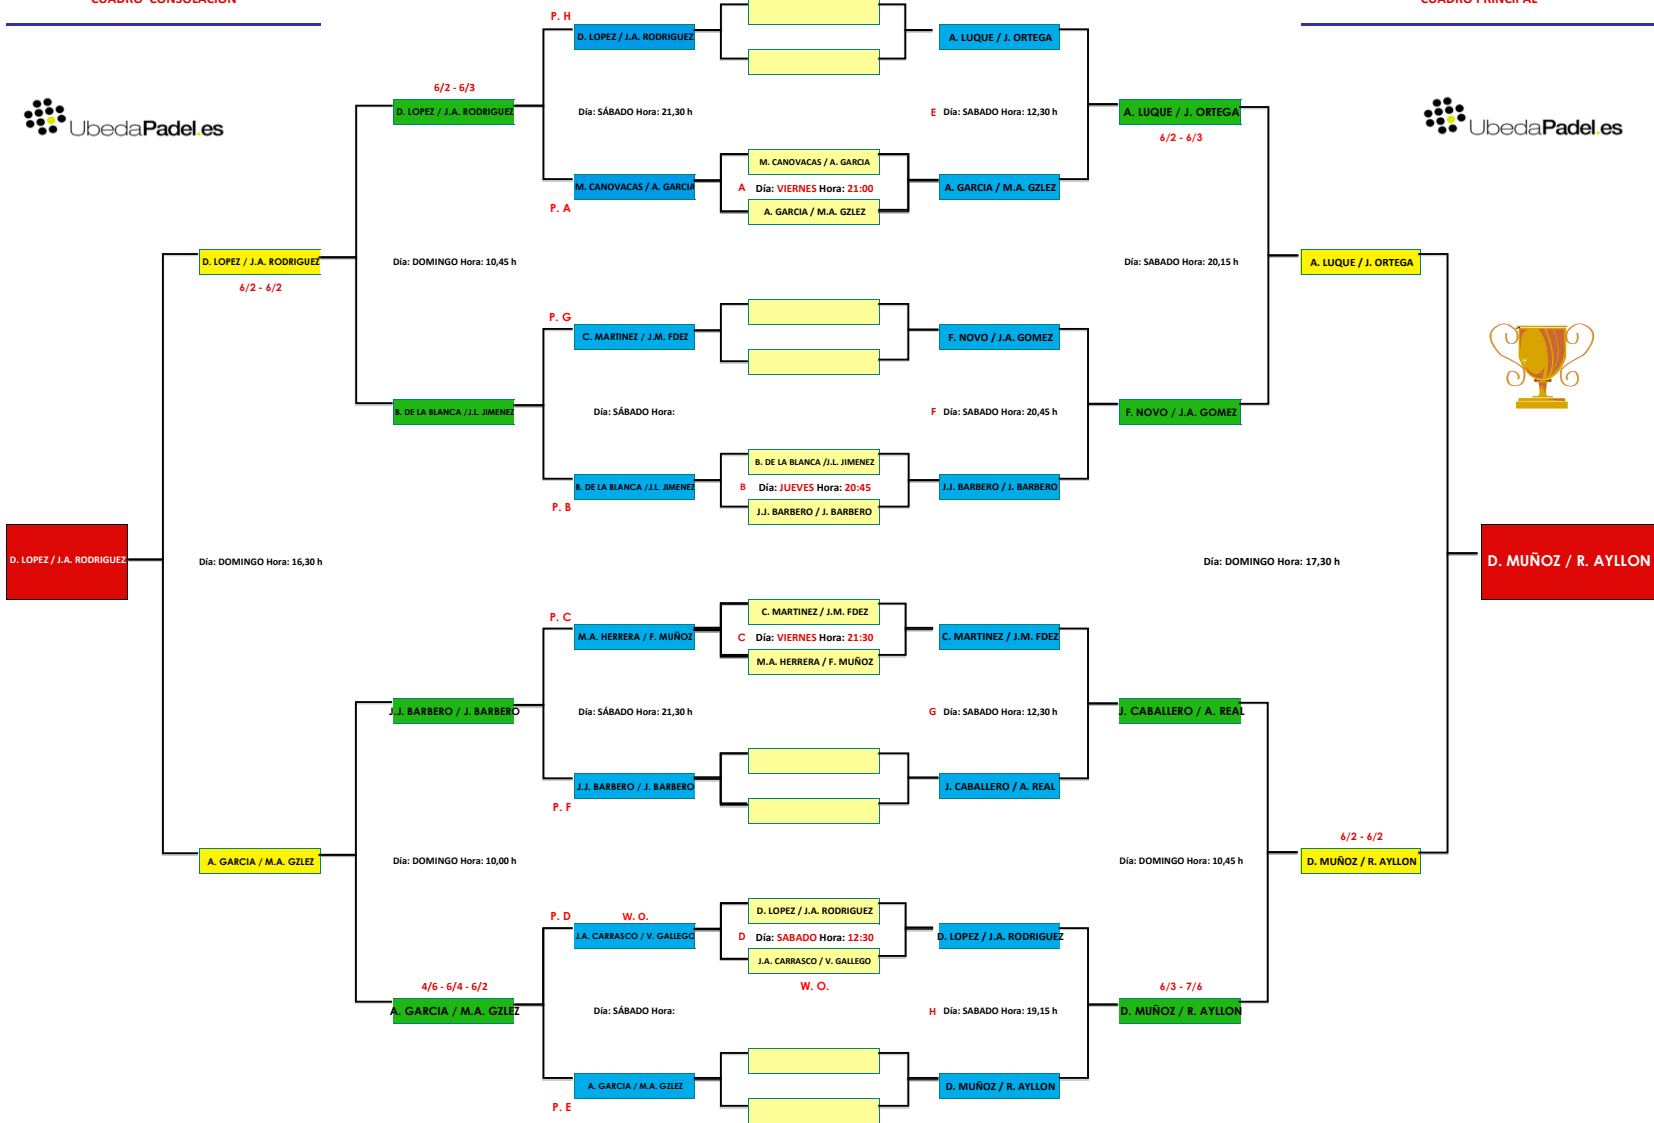 CUADRO CONSOLACIÓN
CUADRO PRINCIPAL
P. H
D. LOPEZ / J.A. RODRIGUEZ
A. LUQUE / J. ORTEGA
6/2 - 6/3
D. LOPEZ / J.A. RODRIGUEZ
Día: SÁBADO Hora: 21,30 h
E Día: SABADO Hora: 12,30 h
A. LUQUE / J. ORTEGA
6/2 - 6/3
UbedaPadel.es
UbedaPadel.es
M. CANOVACAS / A. GARCIA
M. CANOVACAS / A. GARCIA
A Día: VIERNES Hora: 21:00
A. GARCIA / M.A. GZLEZ
P. A
A. GARCIA / M.A. GZLEZ
D. LOPEZ / J.A. RODRIGUEZ
Día: DOMINGO Hora: 10,45 h
Día: SABADO Hora: 20,15 h
A. LUQUE / J. ORTEGA
6/2 - 6/2
P. G
C. MARTINEZ / J.M. FDEZ
F. NOVO / J.A. GOMEZ
B. DE LA BLANCA /J.L. JIMENEZ
Día: SÁBADO Hora:
F Día: SABADO Hora: 20,45 h
F. NOVO / J.A. GOMEZ
B. DE LA BLANCA /J.L. JIMENEZ
B. DE LA BLANCA /J.L. JIMENEZ
B Día: JUEVES Hora: 20:45
J.J. BARBERO / J. BARBERO
P. B
J.J. BARBERO / J. BARBERO
D. LOPEZ / J.A. RODRIGUEZ
Día: DOMINGO Hora: 16,30 h
Día: DOMINGO Hora: 17,30 h
D. MUÑOZ / R. AYLLON
P. C
C. MARTINEZ / J.M. FDEZ
M.A. HERRERA / F. MUÑOZ
C Día: VIERNES Hora: 21:30
C. MARTINEZ / J.M. FDEZ
M.A. HERRERA / F. MUÑOZ
J.J. BARBERO / J. BARBERO
Día: SÁBADO Hora: 21,30 h
G Día: SABADO Hora: 12,30 h
J. CABALLERO / A. REAL
J.J. BARBERO / J. BARBERO
J. CABALLERO / A. REAL
P. F
6/2 - 6/2
A. GARCIA / M.A. GZLEZ
Día: DOMINGO Hora: 10,00 h
Día: DOMINGO Hora: 10,45 h
D. MUÑOZ / R. AYLLON
P. D
W. O.
D. LOPEZ / J.A. RODRIGUEZ
J.A. CARRASCO / V. GALLEGO
D Día: SABADO Hora: 12:30
D. LOPEZ / J.A. RODRIGUEZ
J.A. CARRASCO / V. GALLEGO
W. O.
4/6 - 6/4 - 6/2
6/3 - 7/6
A. GARCIA / M.A. GZLEZ
Día: SÁBADO Hora:
H Día: SABADO Hora: 19,15 h
D. MUÑOZ / R. AYLLON
A. GARCIA / M.A. GZLEZ
D. MUÑOZ / R. AYLLON
P. E